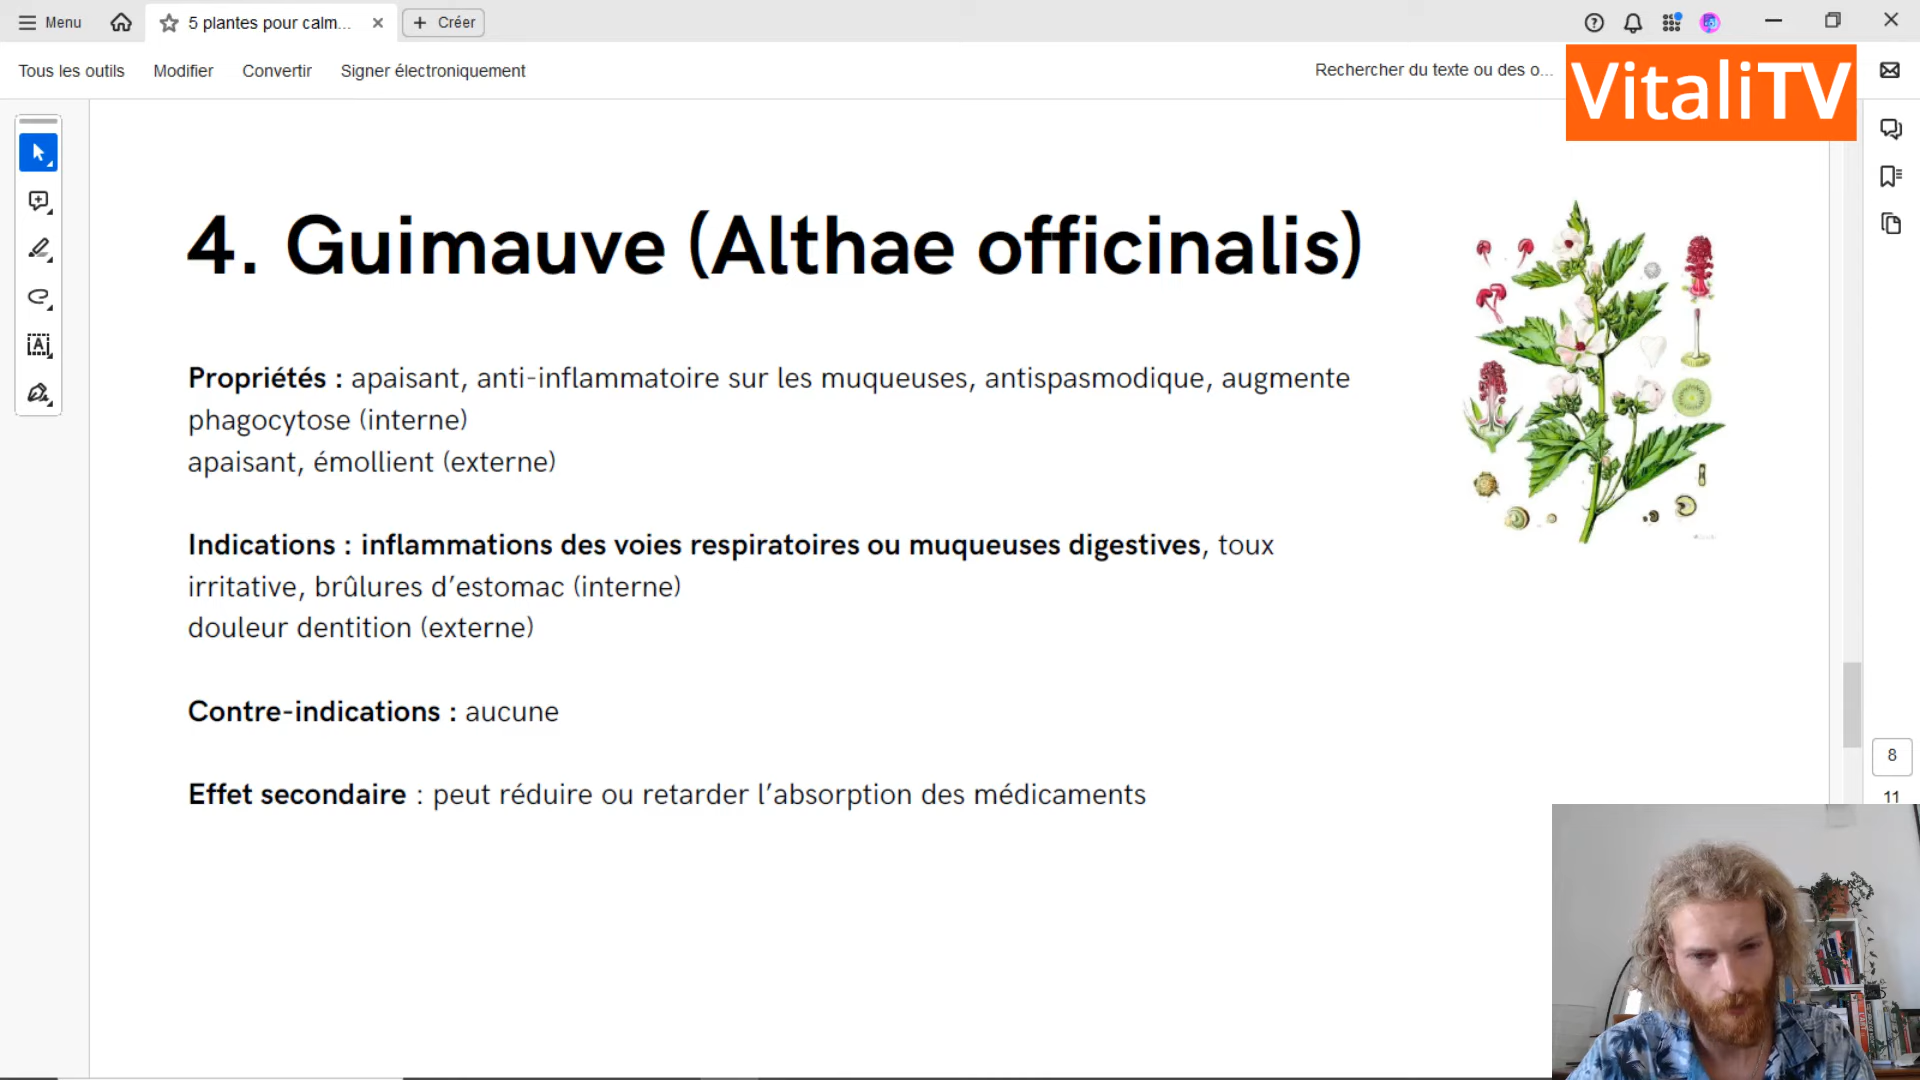 Menu
5 plantes pour calm...
Créer
Tous les outils
Modifier
Convertir
Signer électroniquement
Rechercher du texte ou des o...
VitaliTV
4. Guimauve (Althae officinalis)
Propriétés : apaisant, anti-inflammatoire sur les muqueuses, antispasmodique, augmente
phagocytose (interne)
apaisant, émollient (externe)
Indications : inflammations des voies respiratoires ou muqueuses digestives, toux
irritative, brûlures d’estomac (interne)
douleur dentition (externe)
Contre-indications : aucune
Effet secondaire : peut réduire ou retarder l’absorption des médicaments
8
11